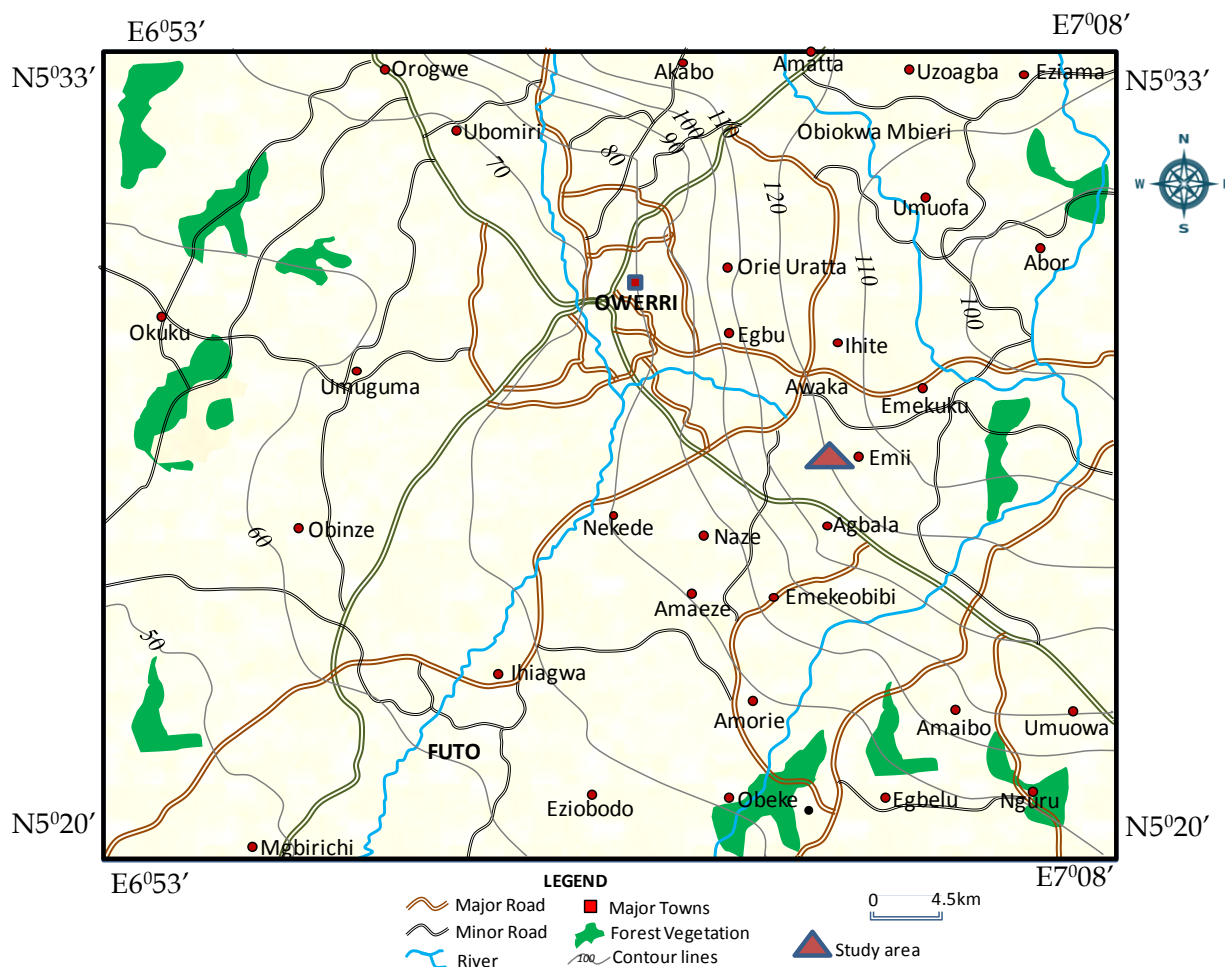 E6⁰53′
E7⁰08′
N5⁰33′
N5⁰33′
Orogwe
Akabo
Amatta
Uzoagba
Eziama
Ubomiri
100
110
90
80
70
Obiokwa Mbieri
N
W
E
S
120
Umuofa
Abor
110
Orie Uratta
OWERRI
100
Okuku
Egbu
Ihite
Umuguma
Awaka
Emekuku
Emii
60
Obinze
Nekede
Naze
Agbala
Amaeze
Emekeobibi
50
Ihiagwa
Amorie
Amaibo
Umuowa
FUTO
Eziobodo
Obeke
Egbelu
Nguru
N5⁰20′
N5⁰20′
Mgbirichi
E6⁰53′
E7⁰08′
LEGEND
Major Road
Major Towns
0 4.5km
Minor Road
Forest Vegetation
River
100 Contour lines
Study area